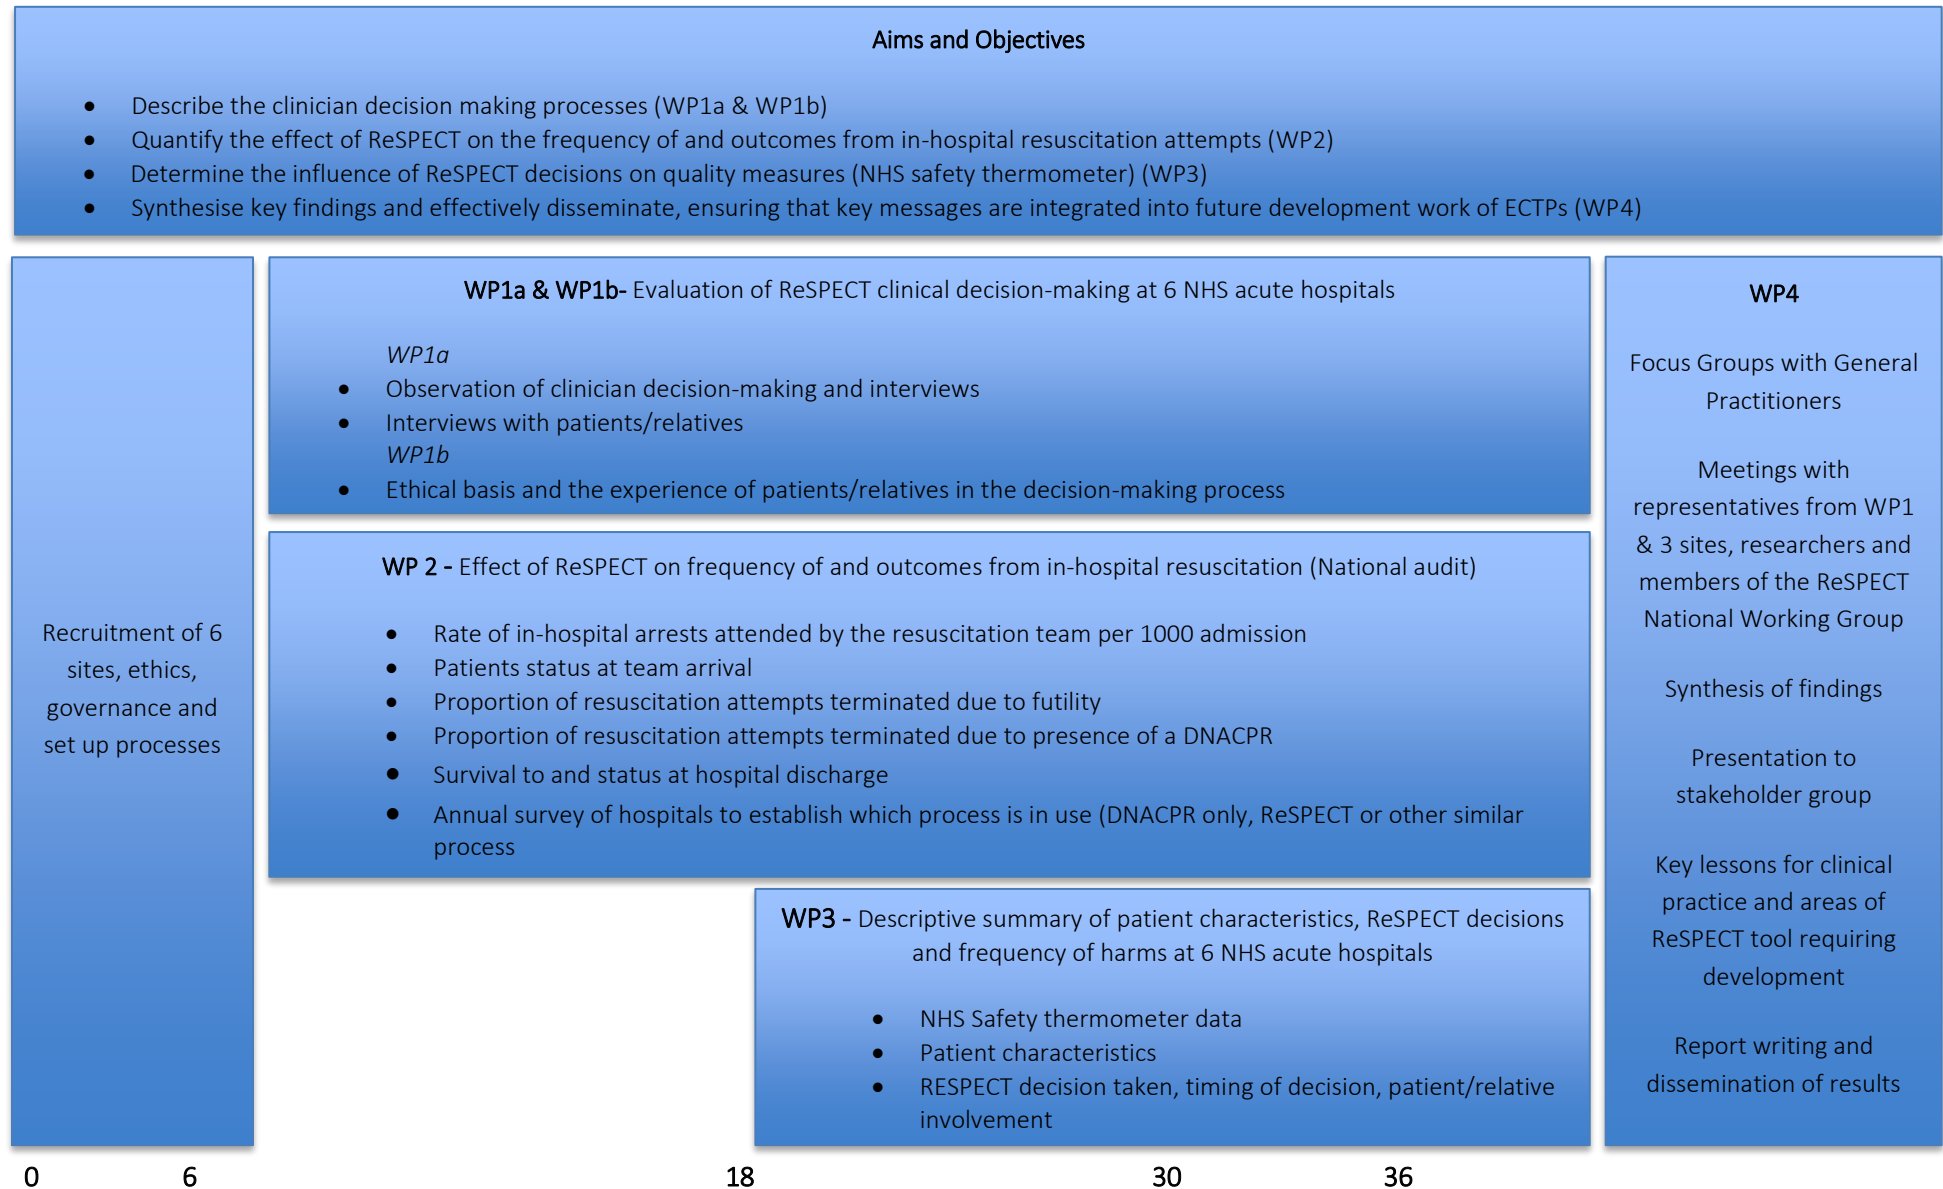 Aims and Objectives
• Describe the clinician decision making processes (WP1a & WP1b)
• Quantify the effect of ReSPECT on the frequency of and outcomes from in-hospital resuscitation attempts (WP2)
• Determine the influence of ReSPECT decisions on quality measures (NHS safety thermometer) (WP3)
• Synthesise key findings and effectively disseminate, ensuring that key messages are integrated into future development work of ECTPs (WP4)
Recruitment of 6
sites, ethics,
governance and
set up processes
WP1a & WP1b- Evaluation of ReSPECT clinical decision-making at 6 NHS acute hospitals
WP1a
• Observation of clinician decision-making and interviews
• Interviews with patients/relatives
WP1b
• Ethical basis and the experience of patients/relatives in the decision-making process
WP 2 - Effect of ReSPECT on frequency of and outcomes from in-hospital resuscitation (National audit)
• Rate of in-hospital arrests attended by the resuscitation team per 1000 admission
• Patients status at team arrival
• Proportion of resuscitation attempts terminated due to futility
• Proportion of resuscitation attempts terminated due to presence of a DNACPR
• Survival to and status at hospital discharge
• Annual survey of hospitals to establish which process is in use (DNACPR only, ReSPECT or other similar
process
WP3 - Descriptive summary of patient characteristics, ReSPECT decisions
and frequency of harms at 6 NHS acute hospitals
• NHS Safety thermometer data
• Patient characteristics
• RESPECT decision taken, timing of decision, patient/relative
involvement
WP4
Focus Groups with General
Practitioners
Meetings with
representatives from WP1
& 3 sites, researchers and
members of the ReSPECT
National Working Group
Synthesis of findings
Presentation to
stakeholder group
Key lessons for clinical
practice and areas of
ReSPECT tool requiring
development
Report writing and
dissemination of results
0 6 18 30 36